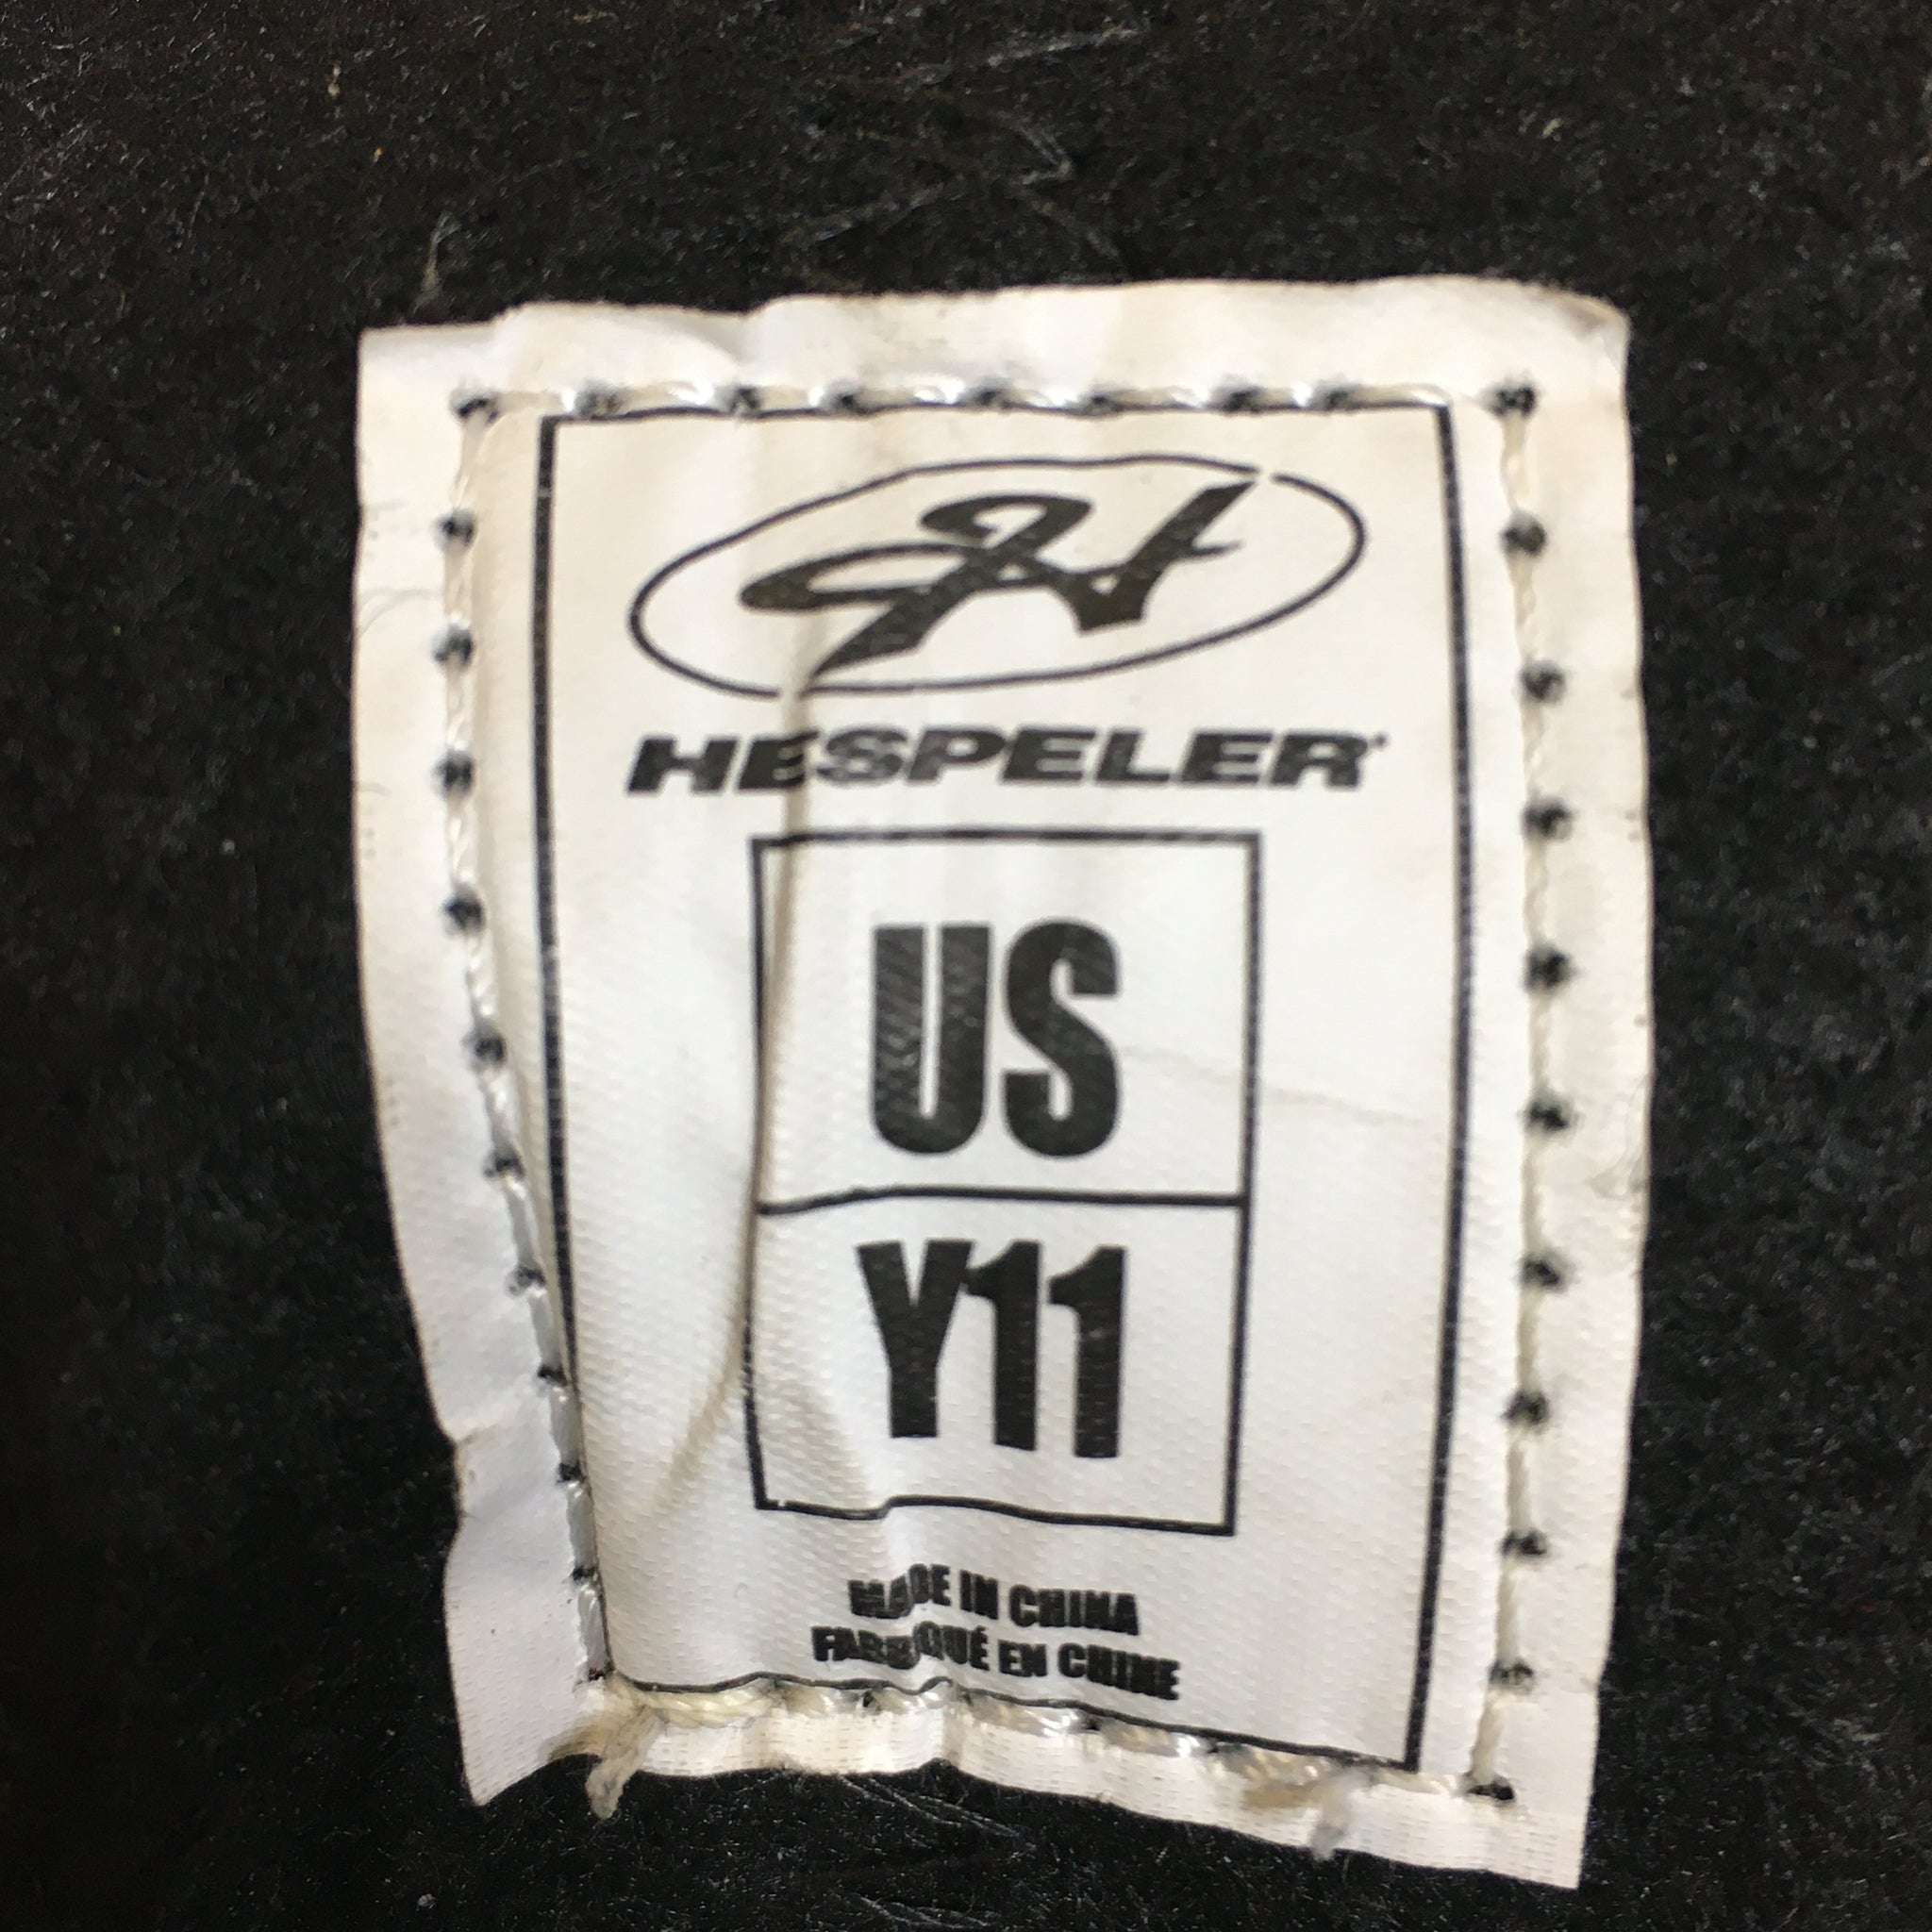 H
HESPELER
US
Y11
MADE IN CHINA
FABRIQUÉ EN CHINE